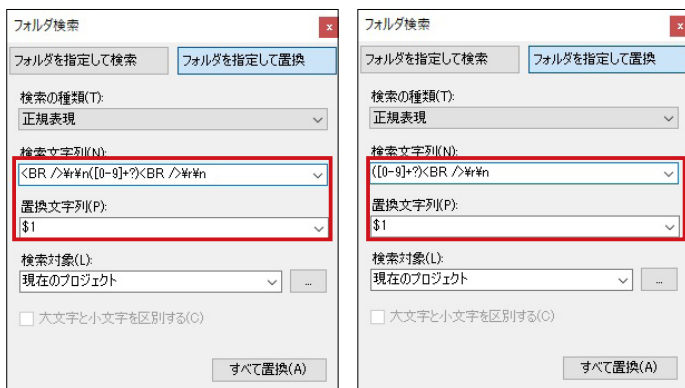 フォルダ検索
x
フォルダを指定して検索
フォルダを指定して置換
検索の種類(T):
正規表現
検索文字列(N):
<BR />¥r¥n([0-9]+?)<BR />¥r¥n
置換文字列(P):
$1
検索対象(L):
現在のプロジェクト
...
大文字と小文字を区別する(C)
すべて置換(A)
フォルダ検索
x
フォルダを指定して検索
フォルダを指定して置換
検索の種類(T):
正規表現
検索文字列(N):
([0-9]+?)<BR />¥r¥n
置換文字列(P):
$1
検索対象(L):
現在のプロジェクト
...
大文字と小文字を区別する(C)
すべて置換(A)